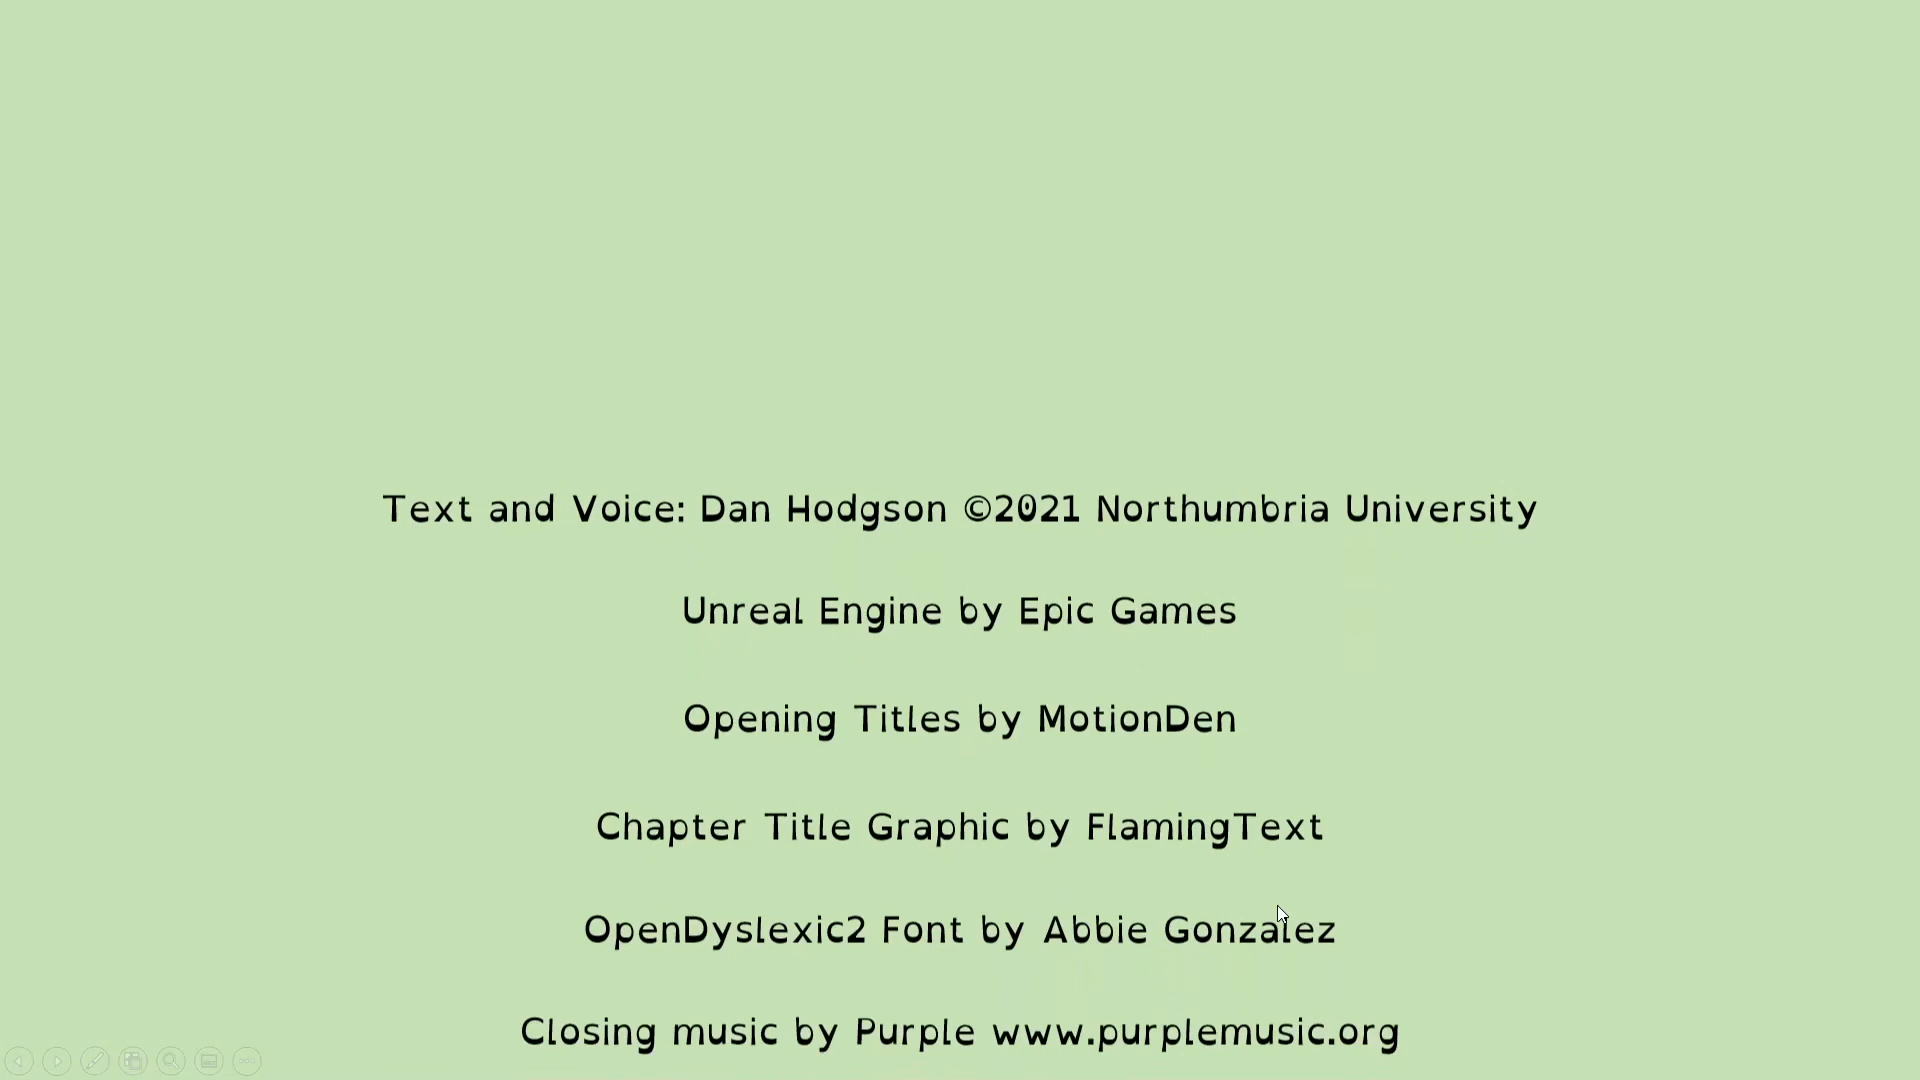 Text and Voice: Dan Hodgson ©2021 Northumbria University
Unreal Engine by Epic Games
Opening Titles by MotionDen
Chapter Title Graphic by FlamingText
OpenDyslexic2 Font by Abbie Gonzalez
Closing music by Purple www.purplemusic.org